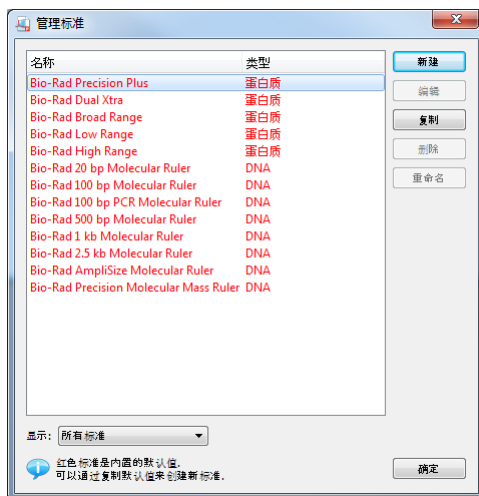 管理标准
名称 类型
Bio-Rad Precision Plus 蛋白质
Bio-Rad Dual Xtra 蛋白质
Bio-Rad Broad Range 蛋白质
Bio-Rad Low Range 蛋白质
Bio-Rad High Range 蛋白质
Bio-Rad 20 bp Molecular Ruler DNA
Bio-Rad 100 bp Molecular Ruler DNA
Bio-Rad 100 bp PCR Molecular Ruler DNA
Bio-Rad 500 bp Molecular Ruler DNA
Bio-Rad 1 kb Molecular Ruler DNA
Bio-Rad 2.5 kb Molecular Ruler DNA
Bio-Rad AmpliSize Molecular Ruler DNA
Bio-Rad Precision Molecular Mass Ruler DNA
新建
编辑
复制
删除
重命名
显示: 所有标准
红色标准是内置的默认值.
可以通过复制默认值来创建新标准.
确定